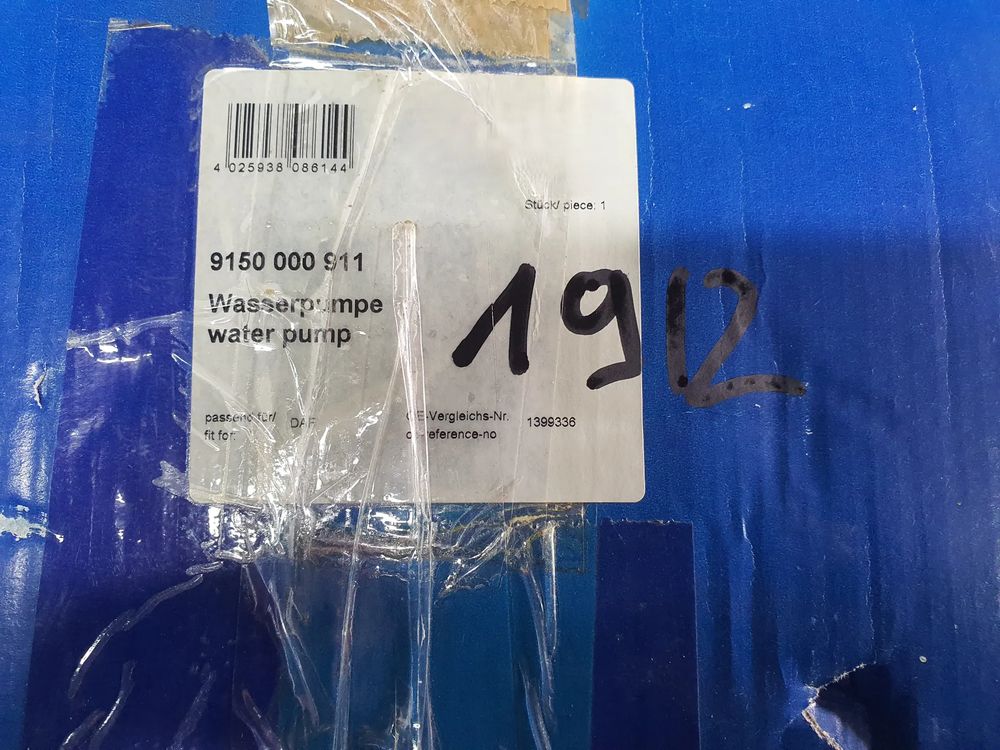 4 025938 086144
Stück/ piece: 1
9150 000 911
Wasserpumpe
water pump
1912
passend für/ DAF OE-Vergleichs-Nr. 1399336
fit for: oe-reference-no